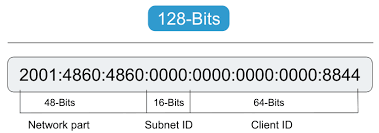 128-Bits
2001:4860:4860:0000:0000:0000:0000:8844
48-Bits 16-Bits 64-Bits
Network part Subnet ID Client ID